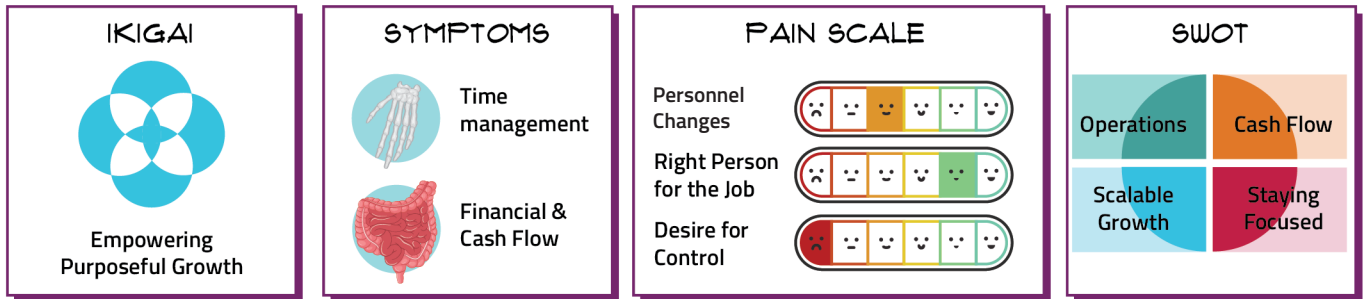 IKIGAI
Empowering
Purposeful Growth
SYMPTOMS
Time
management
Financial &
Cash Flow
PAIN SCALE
Personnel
Changes
Right Person
for the Job
Desire for
Control
SWOT
Operations
Cash Flow
Scalable
Growth
Staying
Focused